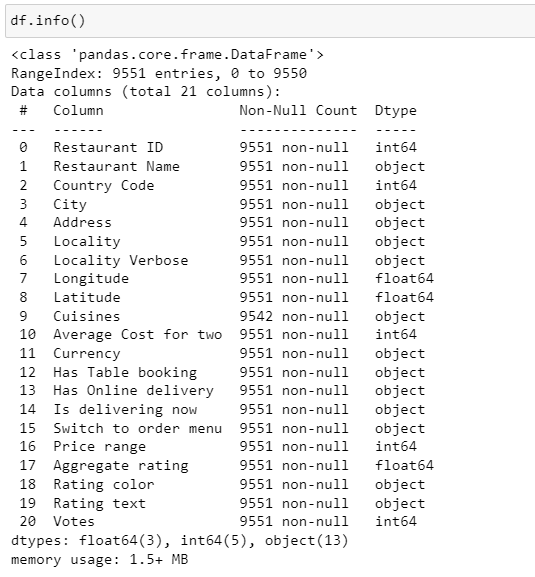 df.info()
<class 'pandas.core.frame.DataFrame'>
RangeIndex: 9551 entries, 0 to 9550
Data columns (total 21 columns):
 #   Column                Non-Null Count  Dtype
---  ------                --------------  -----
 0   Restaurant ID         9551 non-null   int64
 1   Restaurant Name       9551 non-null   object
 2   Country Code          9551 non-null   int64
 3   City                  9551 non-null   object
 4   Address               9551 non-null   object
 5   Locality              9551 non-null   object
 6   Locality Verbose      9551 non-null   object
 7   Longitude             9551 non-null   float64
 8   Latitude              9551 non-null   float64
 9   Cuisines              9542 non-null   object
 10  Average Cost for two  9551 non-null   int64
 11  Currency              9551 non-null   object
 12  Has Table booking     9551 non-null   object
 13  Has Online delivery   9551 non-null   object
 14  Is delivering now     9551 non-null   object
 15  Switch to order menu  9551 non-null   object
 16  Price range           9551 non-null   int64
 17  Aggregate rating      9551 non-null   float64
 18  Rating color          9551 non-null   object
 19  Rating text           9551 non-null   object
 20  Votes                 9551 non-null   int64
dtypes: float64(3), int64(5), object(13)
memory usage: 1.5+ MB